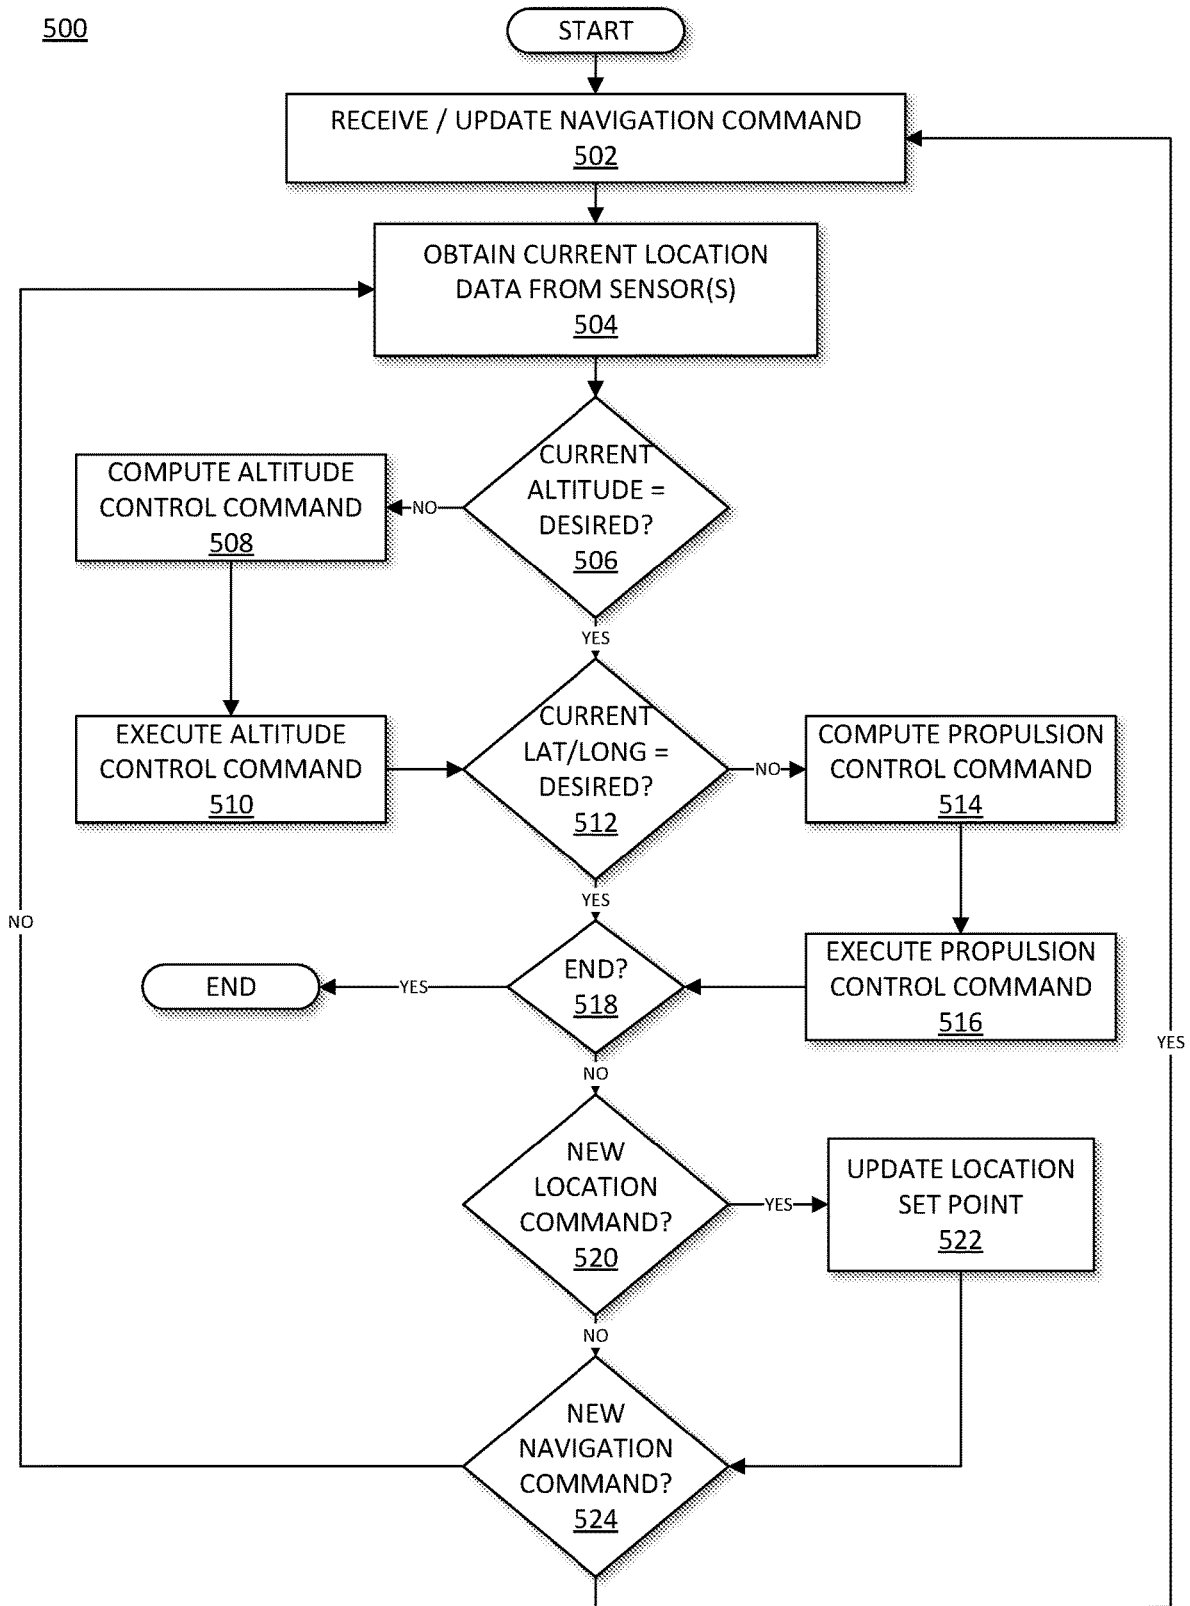 500
START
RECEIVE / UPDATE NAVIGATION COMMAND
502
OBTAIN CURRENT LOCATION
DATA FROM SENSOR(S)
504
CURRENT
ALTITUDE =
DESIRED?
506
NO
COMPUTE ALTITUDE
CONTROL COMMAND
508
YES
EXECUTE ALTITUDE
CONTROL COMMAND
510
CURRENT
LAT/LONG =
DESIRED?
512
NO
COMPUTE PROPULSION
CONTROL COMMAND
514
YES
NO
EXECUTE PROPULSION
CONTROL COMMAND
516
END?
518
YES
END
YES
NO
NEW
LOCATION
COMMAND?
520
YES
UPDATE LOCATION
SET POINT
522
NO
NEW
NAVIGATION
COMMAND?
524